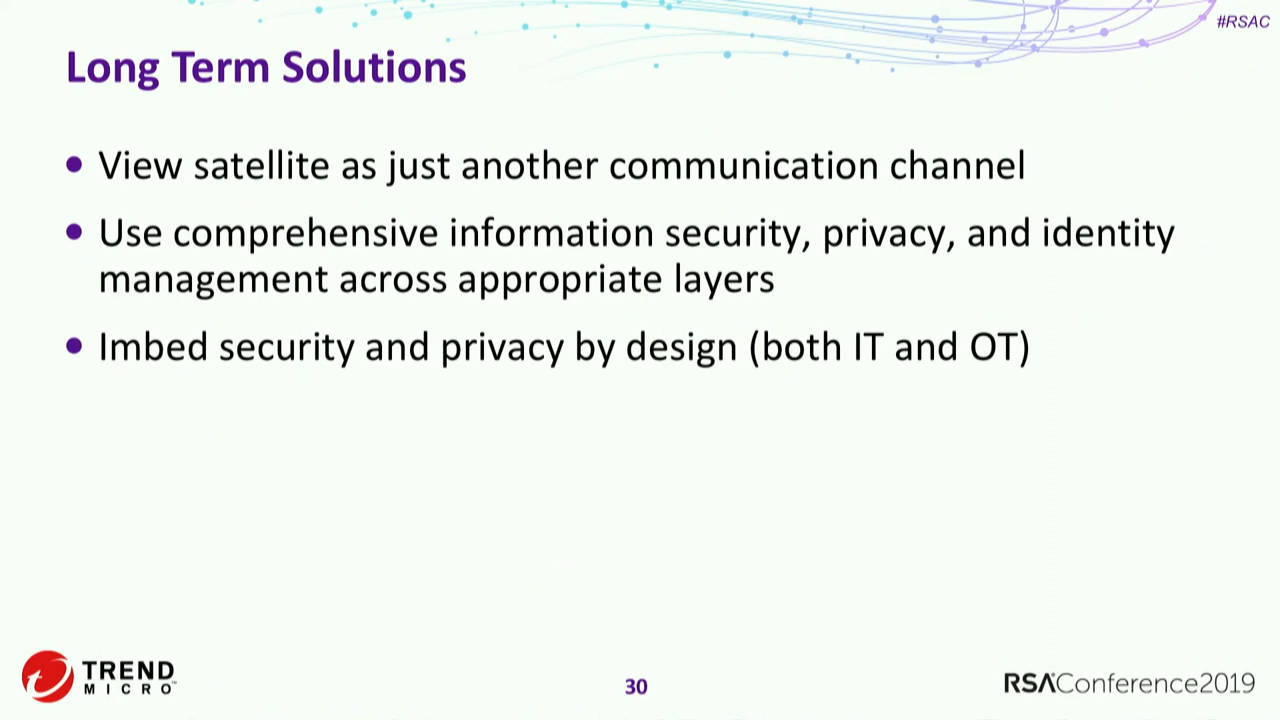 #RSAC
Long Term Solutions
• View satellite as just another communication channel
• Use comprehensive information security, privacy, and identity
management across appropriate layers
• Imbed security and privacy by design (both IT and OT)
TREND
MICRO™
30
RSAConference2019